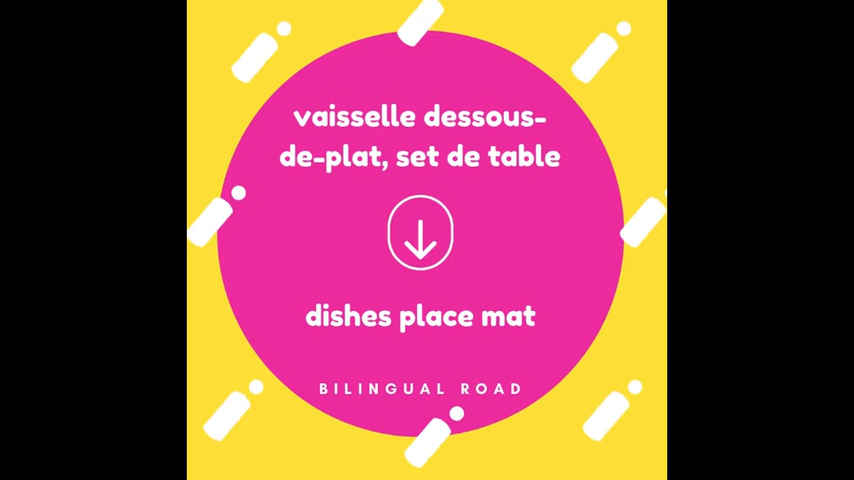 vaisselle dessous-
de-plat, set de table
dishes place mat
BILINGUAL ROAD